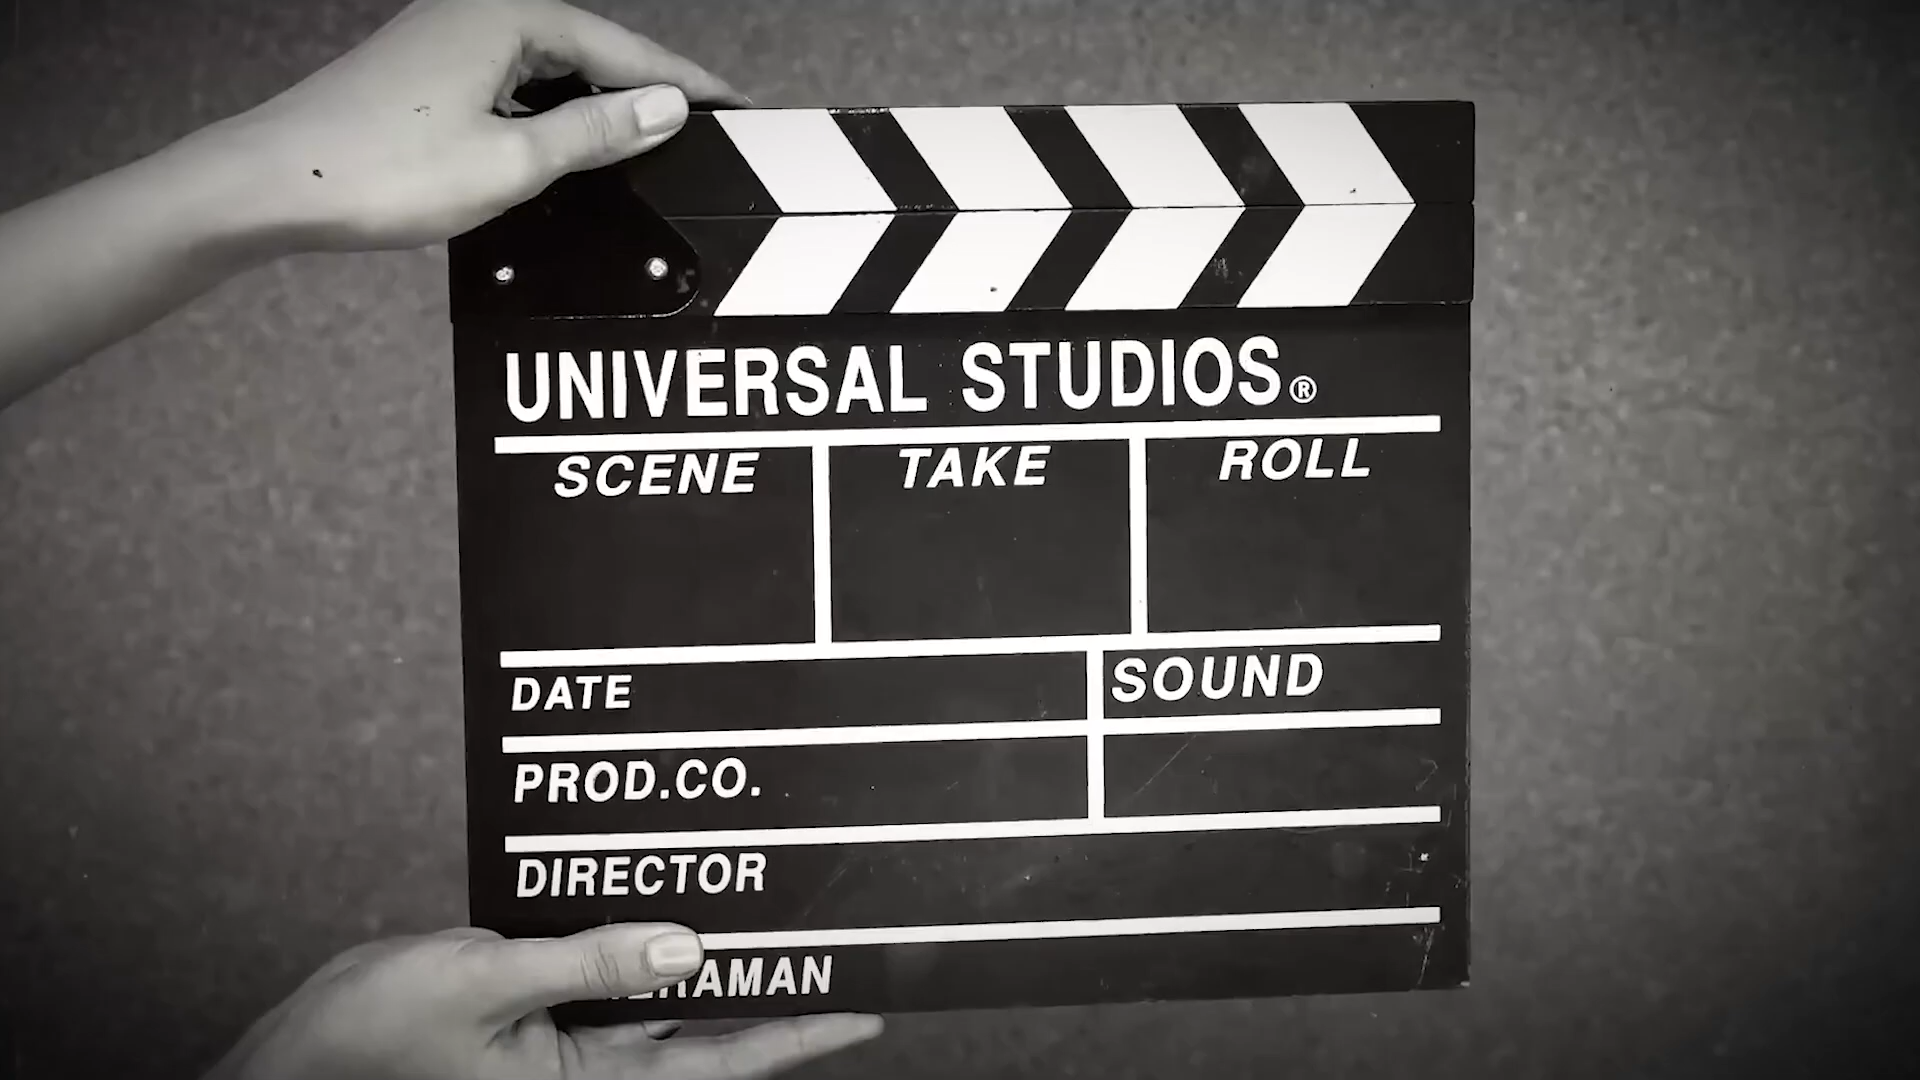 UNIVERSAL STUDIOS®
SCENE TAKE ROLL
DATE SOUND
PROD.CO.
DIRECTOR